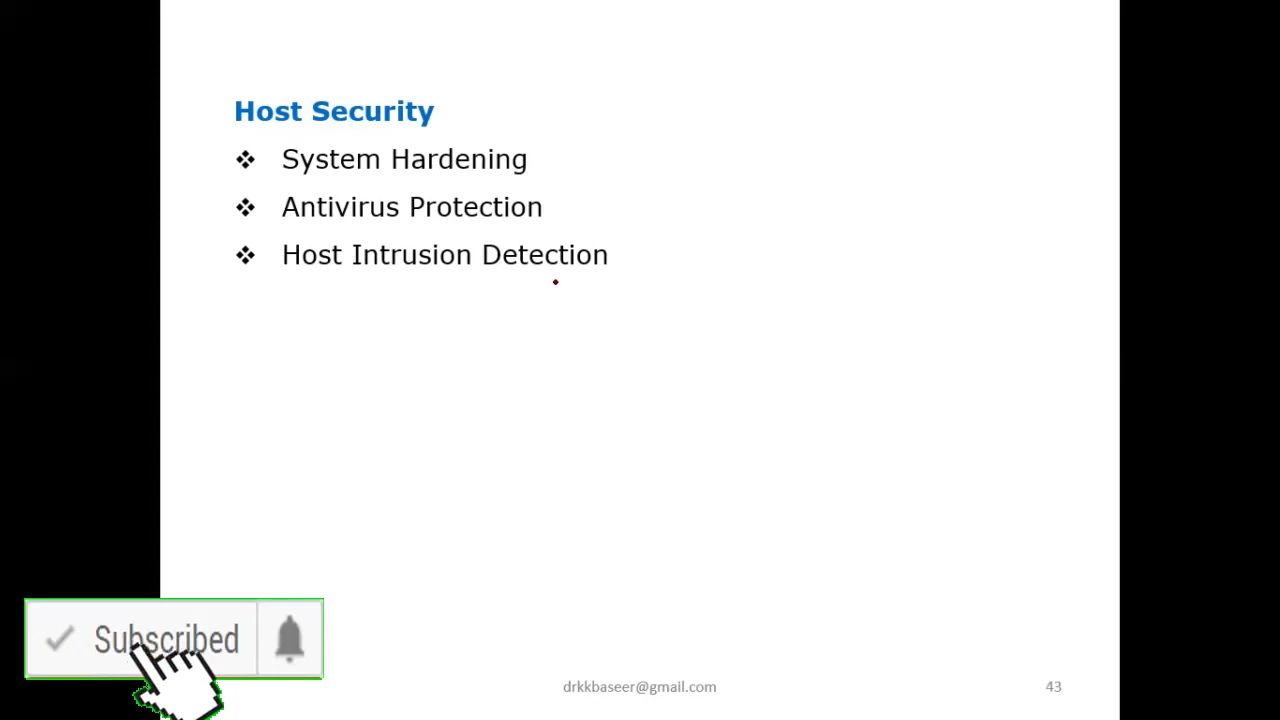 Host Security
❖ System Hardening
❖ Antivirus Protection
❖ Host Intrusion Detection
Subscribed
drkkbaseer@gmail.com 43